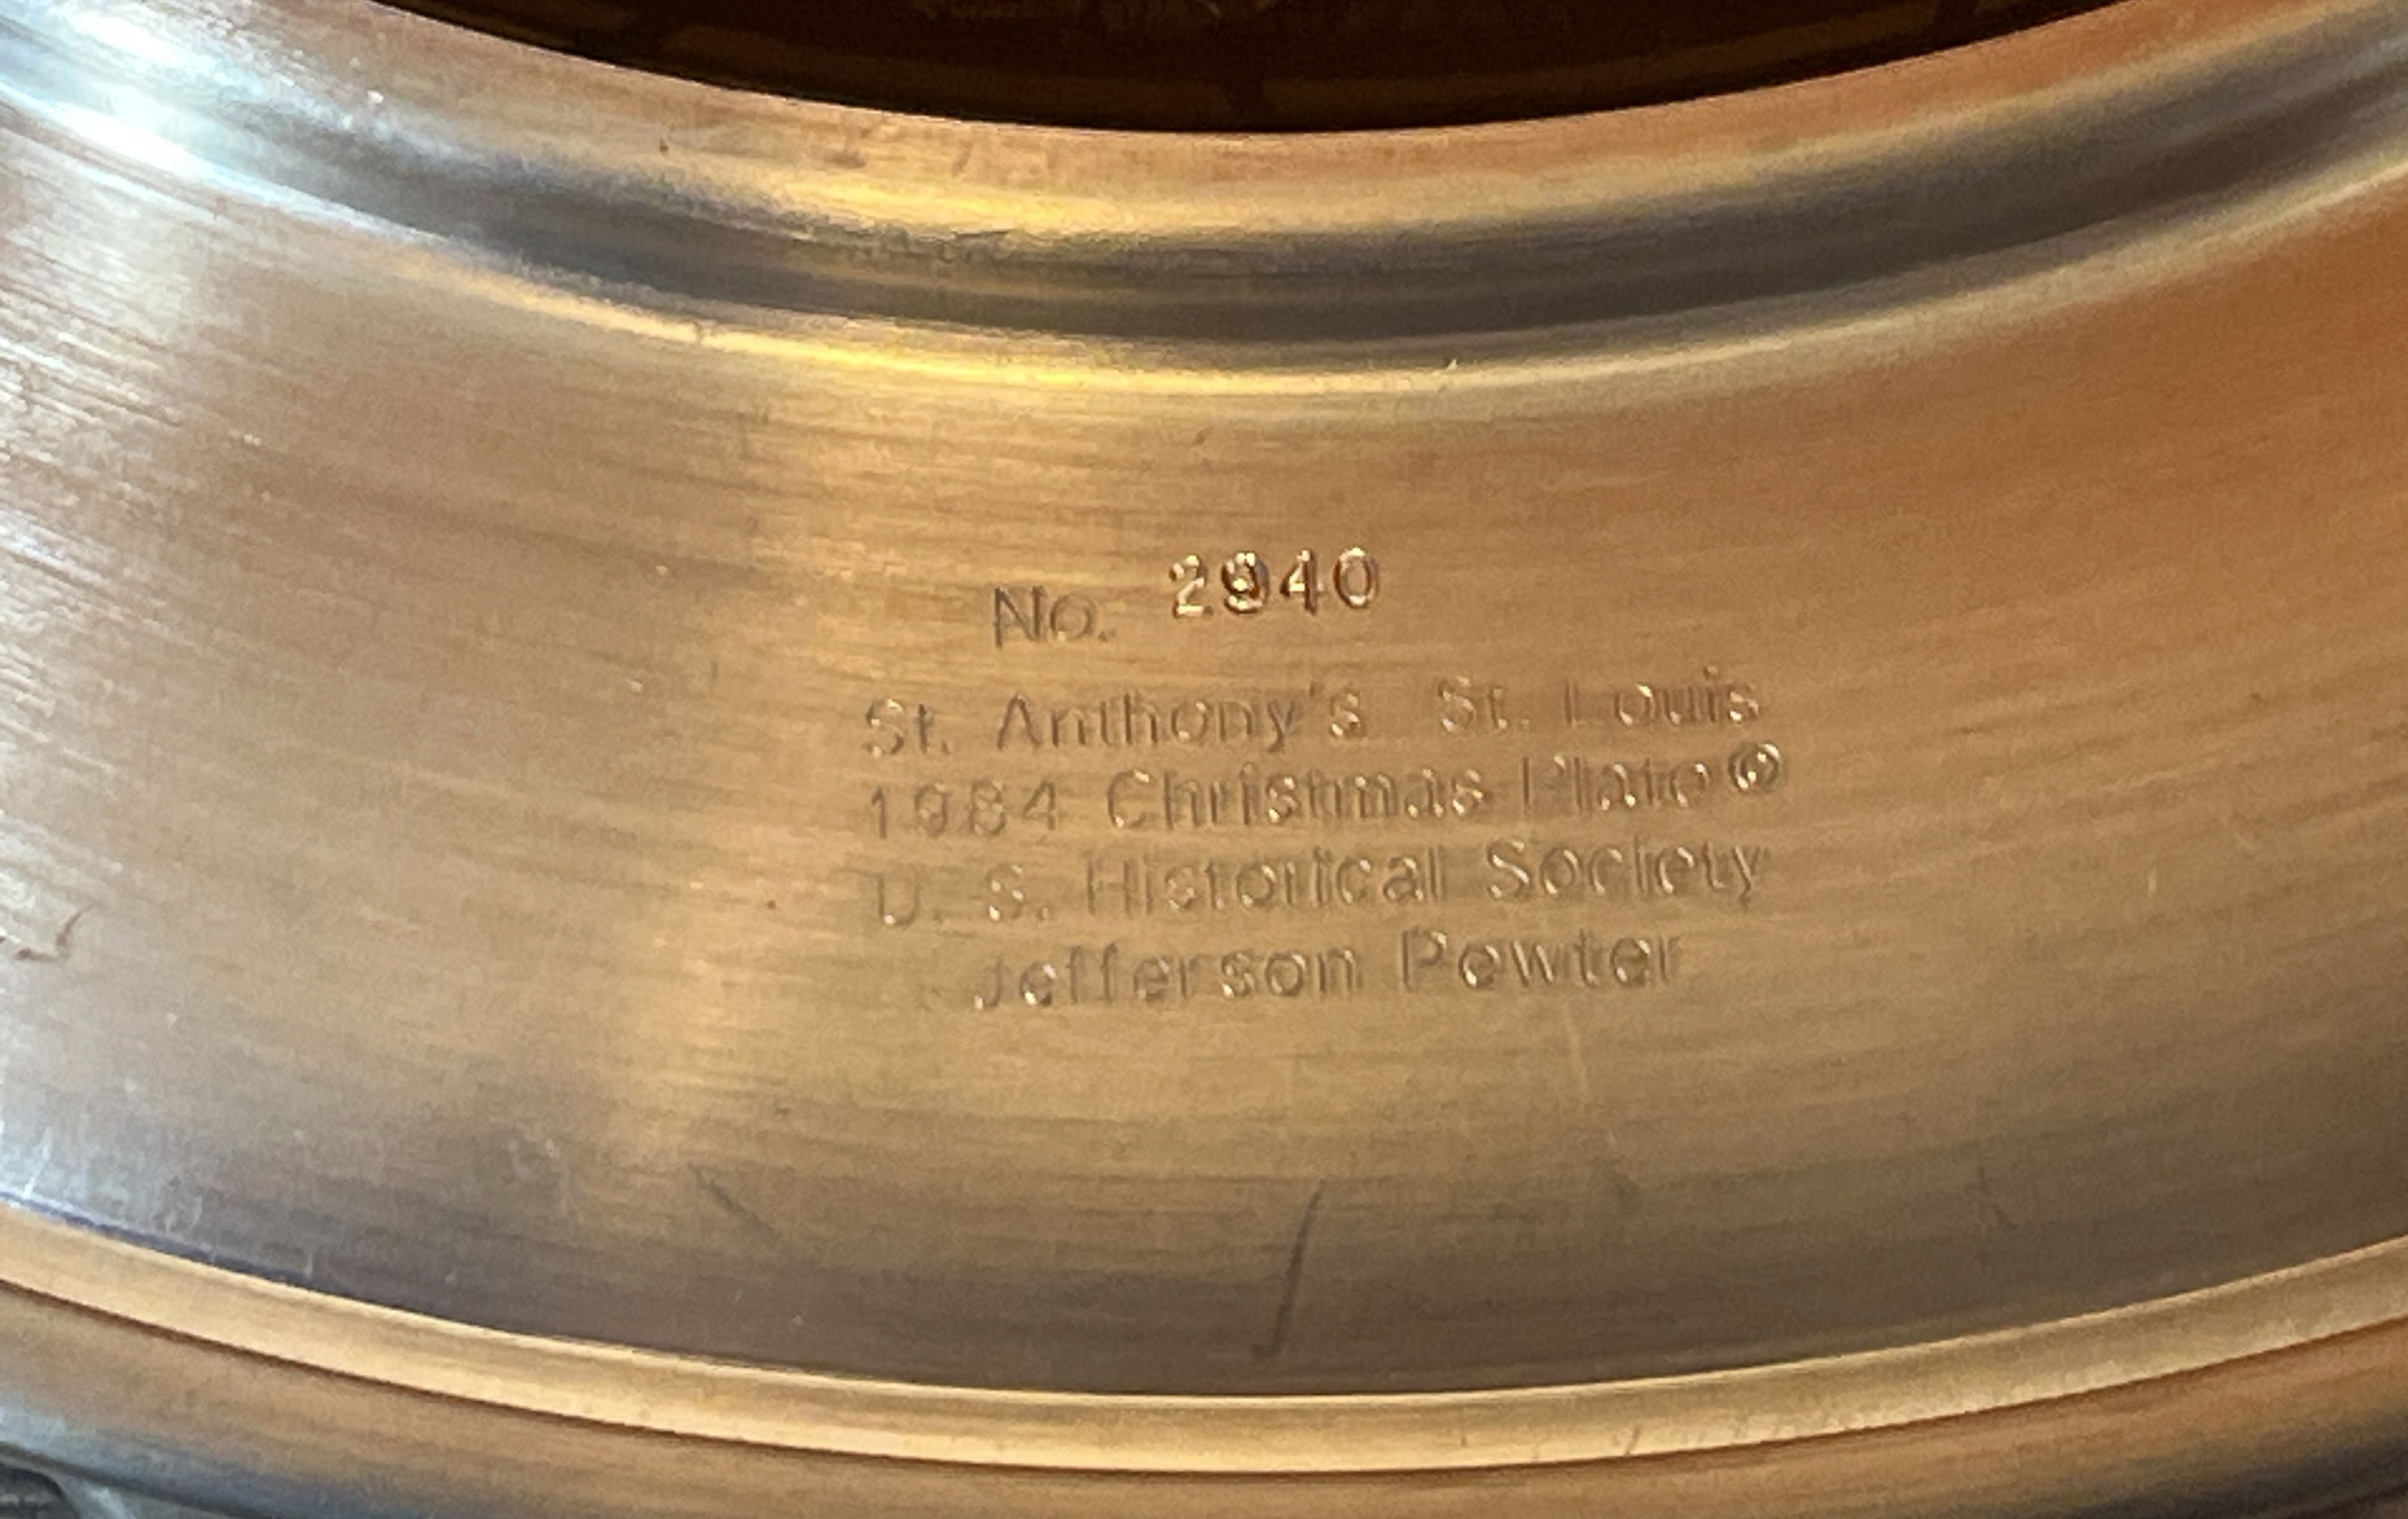 No. 2940
St. Anthony's St. Louis
1984 Christmas Plate ©
U. S. Historical Society
Jefferson Pewter